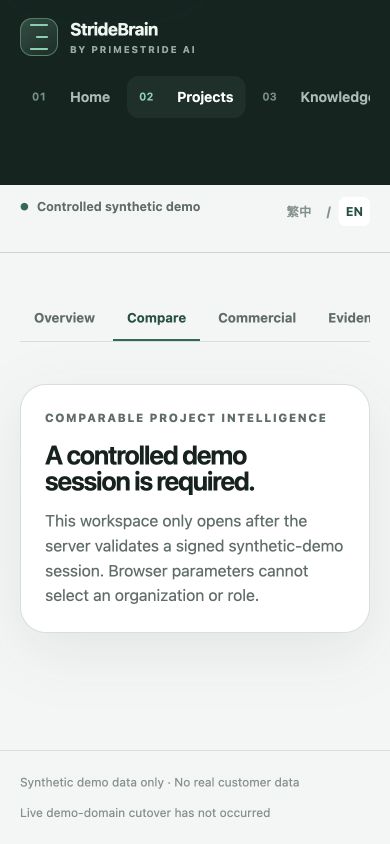 StrideBrain
BY PRIMESTRIDE AI
01 Home 02 Projects 03 Knowledge
Controlled synthetic demo
繁中 / EN
Overview Compare Commercial Eviden
COMPARABLE PROJECT INTELLIGENCE
A controlled demo
session is required.
This workspace only opens after the
server validates a signed synthetic-demo
session. Browser parameters cannot
select an organization or role.
Synthetic demo data only · No real customer data
Live demo-domain cutover has not occurred